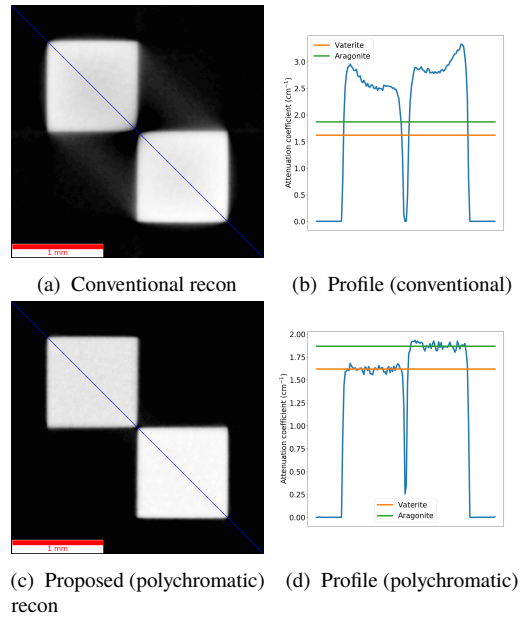 1 mm
Vaterite
Aragonite
Attenuation coefficient (cm⁻¹)
3.0
2.5
2.0
1.5
1.0
0.5
0.0
(a) Conventional recon
(b) Profile (conventional)
1 mm
2.00
1.75
1.50
1.25
1.00
0.75
0.50
0.25
0.00
Attenuation coefficient (cm⁻¹)
Vaterite
Aragonite
(c) Proposed (polychromatic)
recon
(d) Profile (polychromatic)